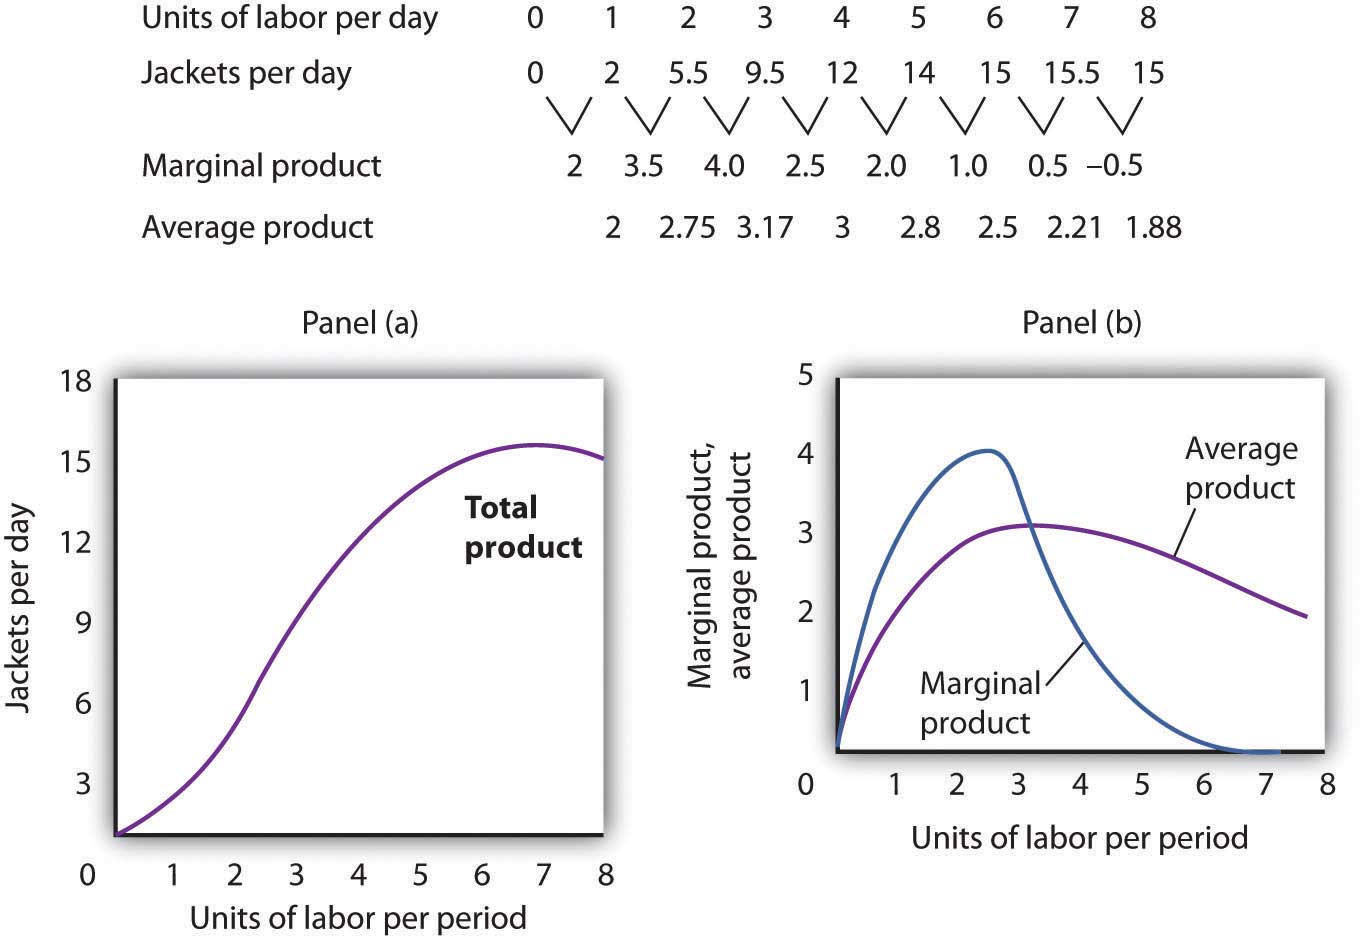 Units of labor per day 0 1 2 3 4 5 6 7 8
Jackets per day 0 2 5.5 9.5 12 14 15 15.5 15
Marginal product 2 3.5 4.0 2.5 2.0 1.0 0.5 –0.5
Average product 2 2.75 3.17 3 2.8 2.5 2.21 1.88
Panel (a)
18
15
12
9
6
3
0 1 2 3 4 5 6 7 8
Jackets per day
Total
product
Units of labor per period
Panel (b)
5
4
3
2
1
0 1 2 3 4 5 6 7 8
Marginal product,
average product
Average
product
Marginal
product
Units of labor per period